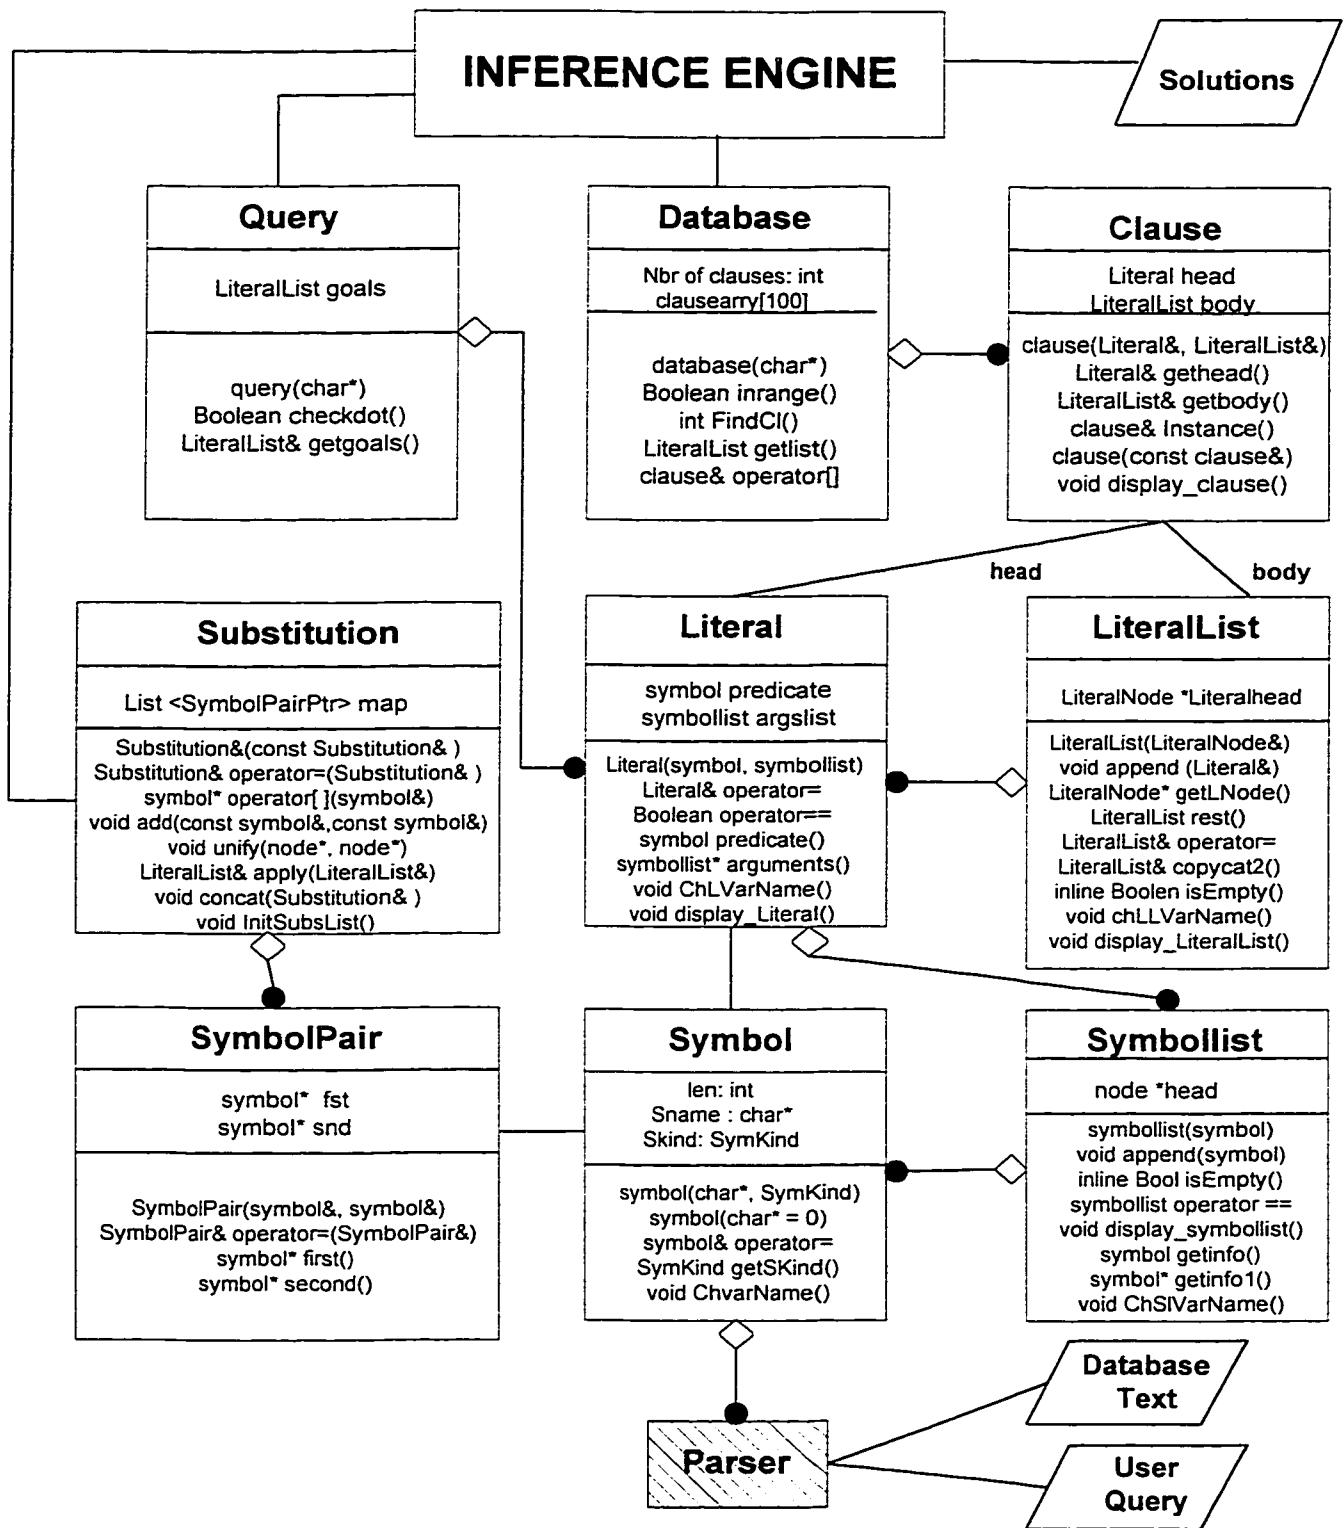 INFERENCE ENGINE
Solutions
Query
LiteralList goals
query(char*)
Boolean checkdot()
LiteralList& getgoals()
Database
Nbr of clauses: int
clausearry[100]
database(char*)
Boolean inrange()
int FindCl()
LiteralList getlist()
clause& operator[]
Clause
Literal head
LiteralList body
clause(Literal&, LiteralList&)
Literal& gethead()
LiteralList& getbody()
clause& Instance()
clause(const clause&)
void display_clause()
head
body
Substitution
List <SymbolPairPtr> map
Substitution&(const Substitution& )
Substitution& operator=(Substitution& )
symbol* operator[ ](symbol&)
void add(const symbol&,const symbol&)
void unify(node*, node*)
LiteralList& apply(LiteralList&)
void concat(Substitution& )
void InitSubsList()
Literal
symbol predicate
symbollist argslist
Literal(symbol, symbollist)
Literal& operator=
Boolean operator==
symbol predicate()
symbollist* arguments()
void ChLVarName()
void display_Literal()
LiteralList
LiteralNode *Literalhead
LiteralList(LiteralNode&)
void append (Literal&)
LiteralNode* getLNode()
LiteralList rest()
LiteralList& operator=
LiteralList& copycat2()
inline Boolen isEmpty()
void chLLVarName()
void display_LiteralList()
SymbolPair
symbol* fst
symbol* snd
SymbolPair(symbol&, symbol&)
SymbolPair& operator=(SymbolPair&)
symbol* first()
symbol* second()
Symbol
len: int
Sname : char*
Skind: SymKind
symbol(char*, SymKind)
symbol(char* = 0)
symbol& operator=
SymKind getSKind()
void ChvarName()
Symbollist
node *head
symbollist(symbol)
void append(symbol)
inline Bool isEmpty()
symbollist operator ==
void display_symbollist()
symbol getinfo()
symbol* getinfo1()
void ChSlVarName()
Parser
Database
Text
User
Query